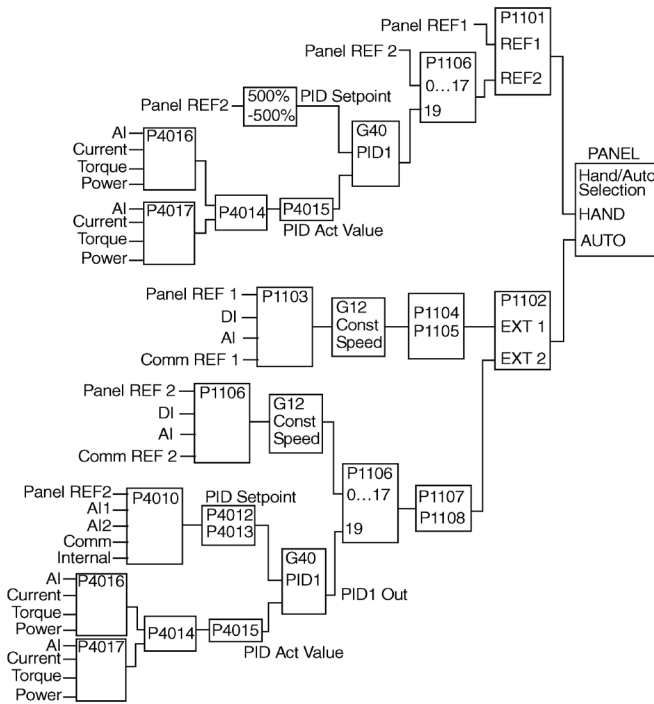 Panel REF1
P1101
REF1
REF2
Panel REF 2
P1106
0...17
19
Panel REF2
500%
-500%
PID Setpoint
G40
PID1
AI
Current
Torque
Power
P4016
AI
Current
Torque
Power
P4017
P4014
P4015
PID Act Value
PANEL
Hand/Auto
Selection
HAND
AUTO
Panel REF 1
DI
AI
Comm REF 1
P1103
G12
Const
Speed
P1104
P1105
P1102
EXT 1
EXT 2
Panel REF 2
DI
AI
Comm REF 2
P1106
G12
Const
Speed
P1106
0...17
19
P1107
P1108
Panel REF2
AI1
AI2
Comm
Internal
P4010
PID Setpoint
P4012
P4013
G40
PID1
PID1 Out
AI
Current
Torque
Power
P4016
AI
Current
Torque
Power
P4017
P4014
P4015
PID Act Value